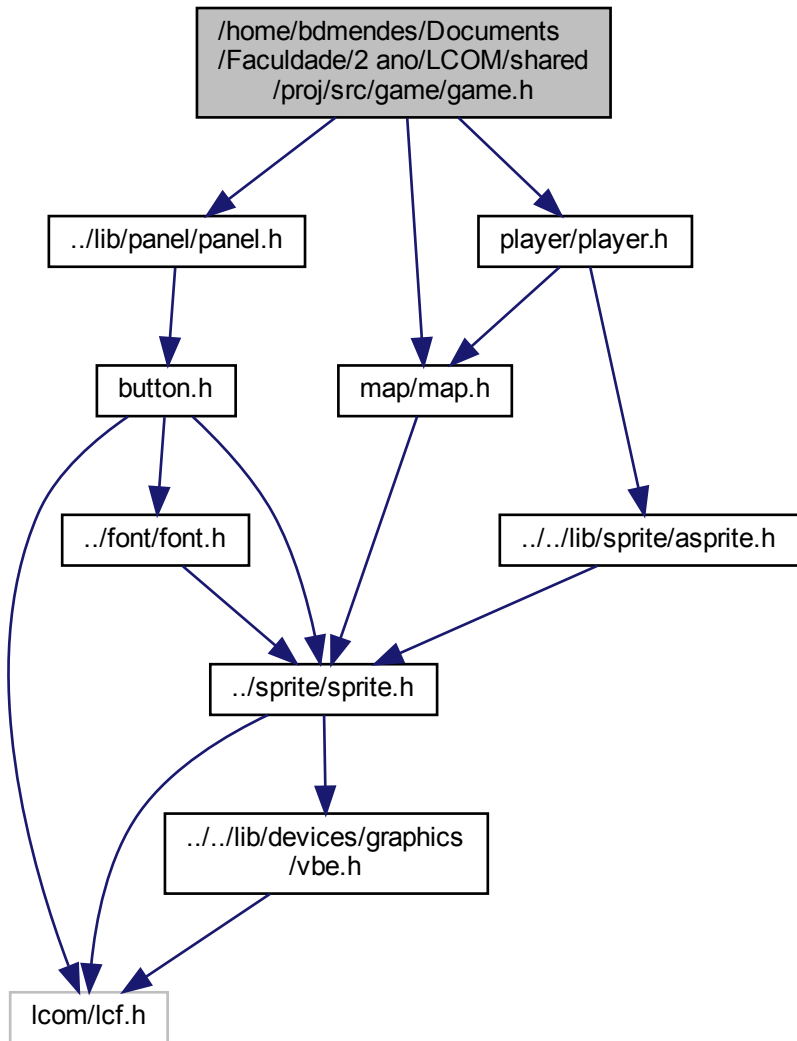 /home/bdmendes/Documents
/Faculdade/2 ano/LCOM/shared
/proj/src/game/game.h
../lib/panel/panel.h
player/player.h
button.h
map/map.h
../font/font.h
../../lib/sprite/asprite.h
../sprite/sprite.h
../../lib/devices/graphics
/vbe.h
lcom/lcf.h